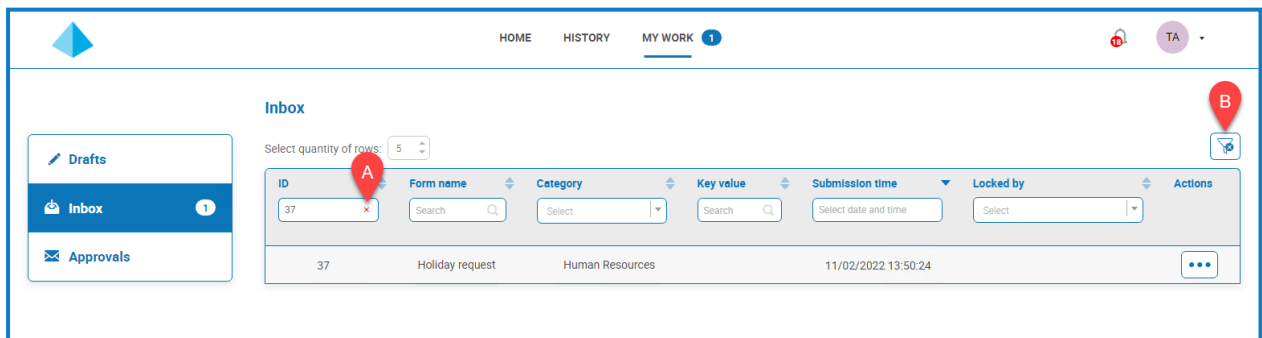 HOME HISTORY MY WORK 1 18 TA
Inbox
B
Select quantity of rows: 5
Drafts
Inbox 1
Approvals
A
ID Form name Category Key value Submission time Locked by Actions
37 × Search Select Search Select date and time Select
37 Holiday request Human Resources 11/02/2022 13:50:24